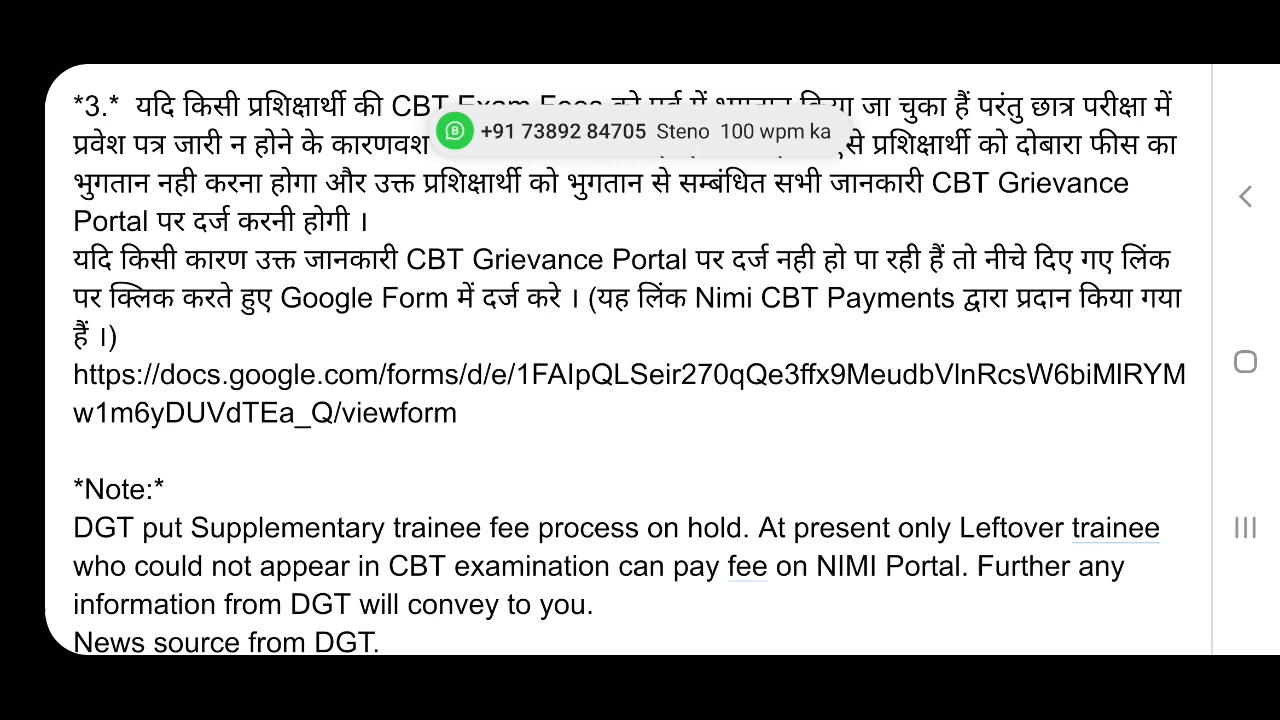 *3.* यदि किसी प्रशिक्षार्थी की CBT Exam Fees को पूर्व में भुगतान किया जा चुका हैं परंतु छात्र परीक्षा में
+91 73892 84705 Steno 100 wpm ka
प्रवेश पत्र जारी न होने के कारणवश प्रशिक्षार्थी को दोबारा फीस का
भुगतान नही करना होगा और उक्त प्रशिक्षार्थी को भुगतान से सम्बंधित सभी जानकारी CBT Grievance
Portal पर दर्ज करनी होगी ।
यदि किसी कारण उक्त जानकारी CBT Grievance Portal पर दर्ज नही हो पा रही हैं तो नीचे दिए गए लिंक
पर क्लिक करते हुए Google Form में दर्ज करे । (यह लिंक Nimi CBT Payments द्वारा प्रदान किया गया
हैं ।)
https://docs.google.com/forms/d/e/1FAIpQLSeir270qQe3ffx9MeudbVlnRcsW6biMlRYM
w1m6yDUVdTEa_Q/viewform
*Note:*
DGT put Supplementary trainee fee process on hold. At present only Leftover trainee
who could not appear in CBT examination can pay fee on NIMI Portal. Further any
information from DGT will convey to you.
News source from DGT.